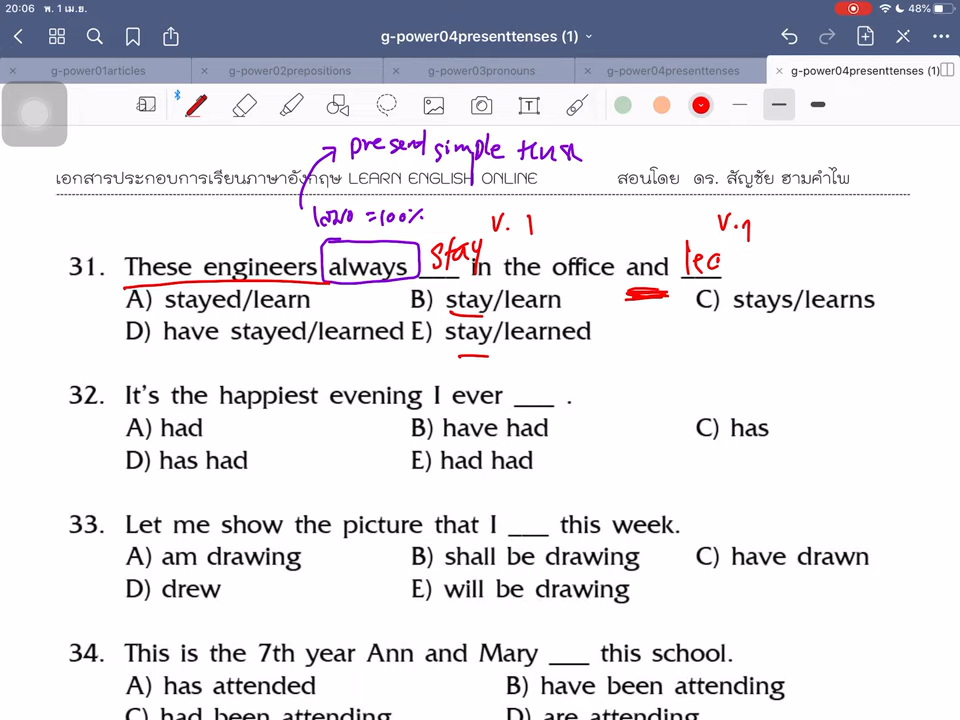 20:06 พ. 1 เม.ย. 48%
g-power04presenttenses (1)
g-power01articles g-power02prepositions g-power03pronouns g-power04presenttenses g-power04presenttenses (1)
present simple tense
เอกสารประกอบการเรียนภาษาอังกฤษ LEARN ENGLISH ONLINE สอนโดย ดร. สัญชัย ฮามคำไพ
=100%
v. 1 v.1
stay lea
31. These engineers always ___ in the office and ___
A) stayed/learn B) stay/learn C) stays/learns
D) have stayed/learned E) stay/learned
32. It's the happiest evening I ever ___ .
A) had B) have had C) has
D) has had E) had had
33. Let me show the picture that I ___ this week.
A) am drawing B) shall be drawing C) have drawn
D) drew E) will be drawing
34. This is the 7th year Ann and Mary ___ this school.
A) has attended B) have been attending
C) had been attending D) are attending